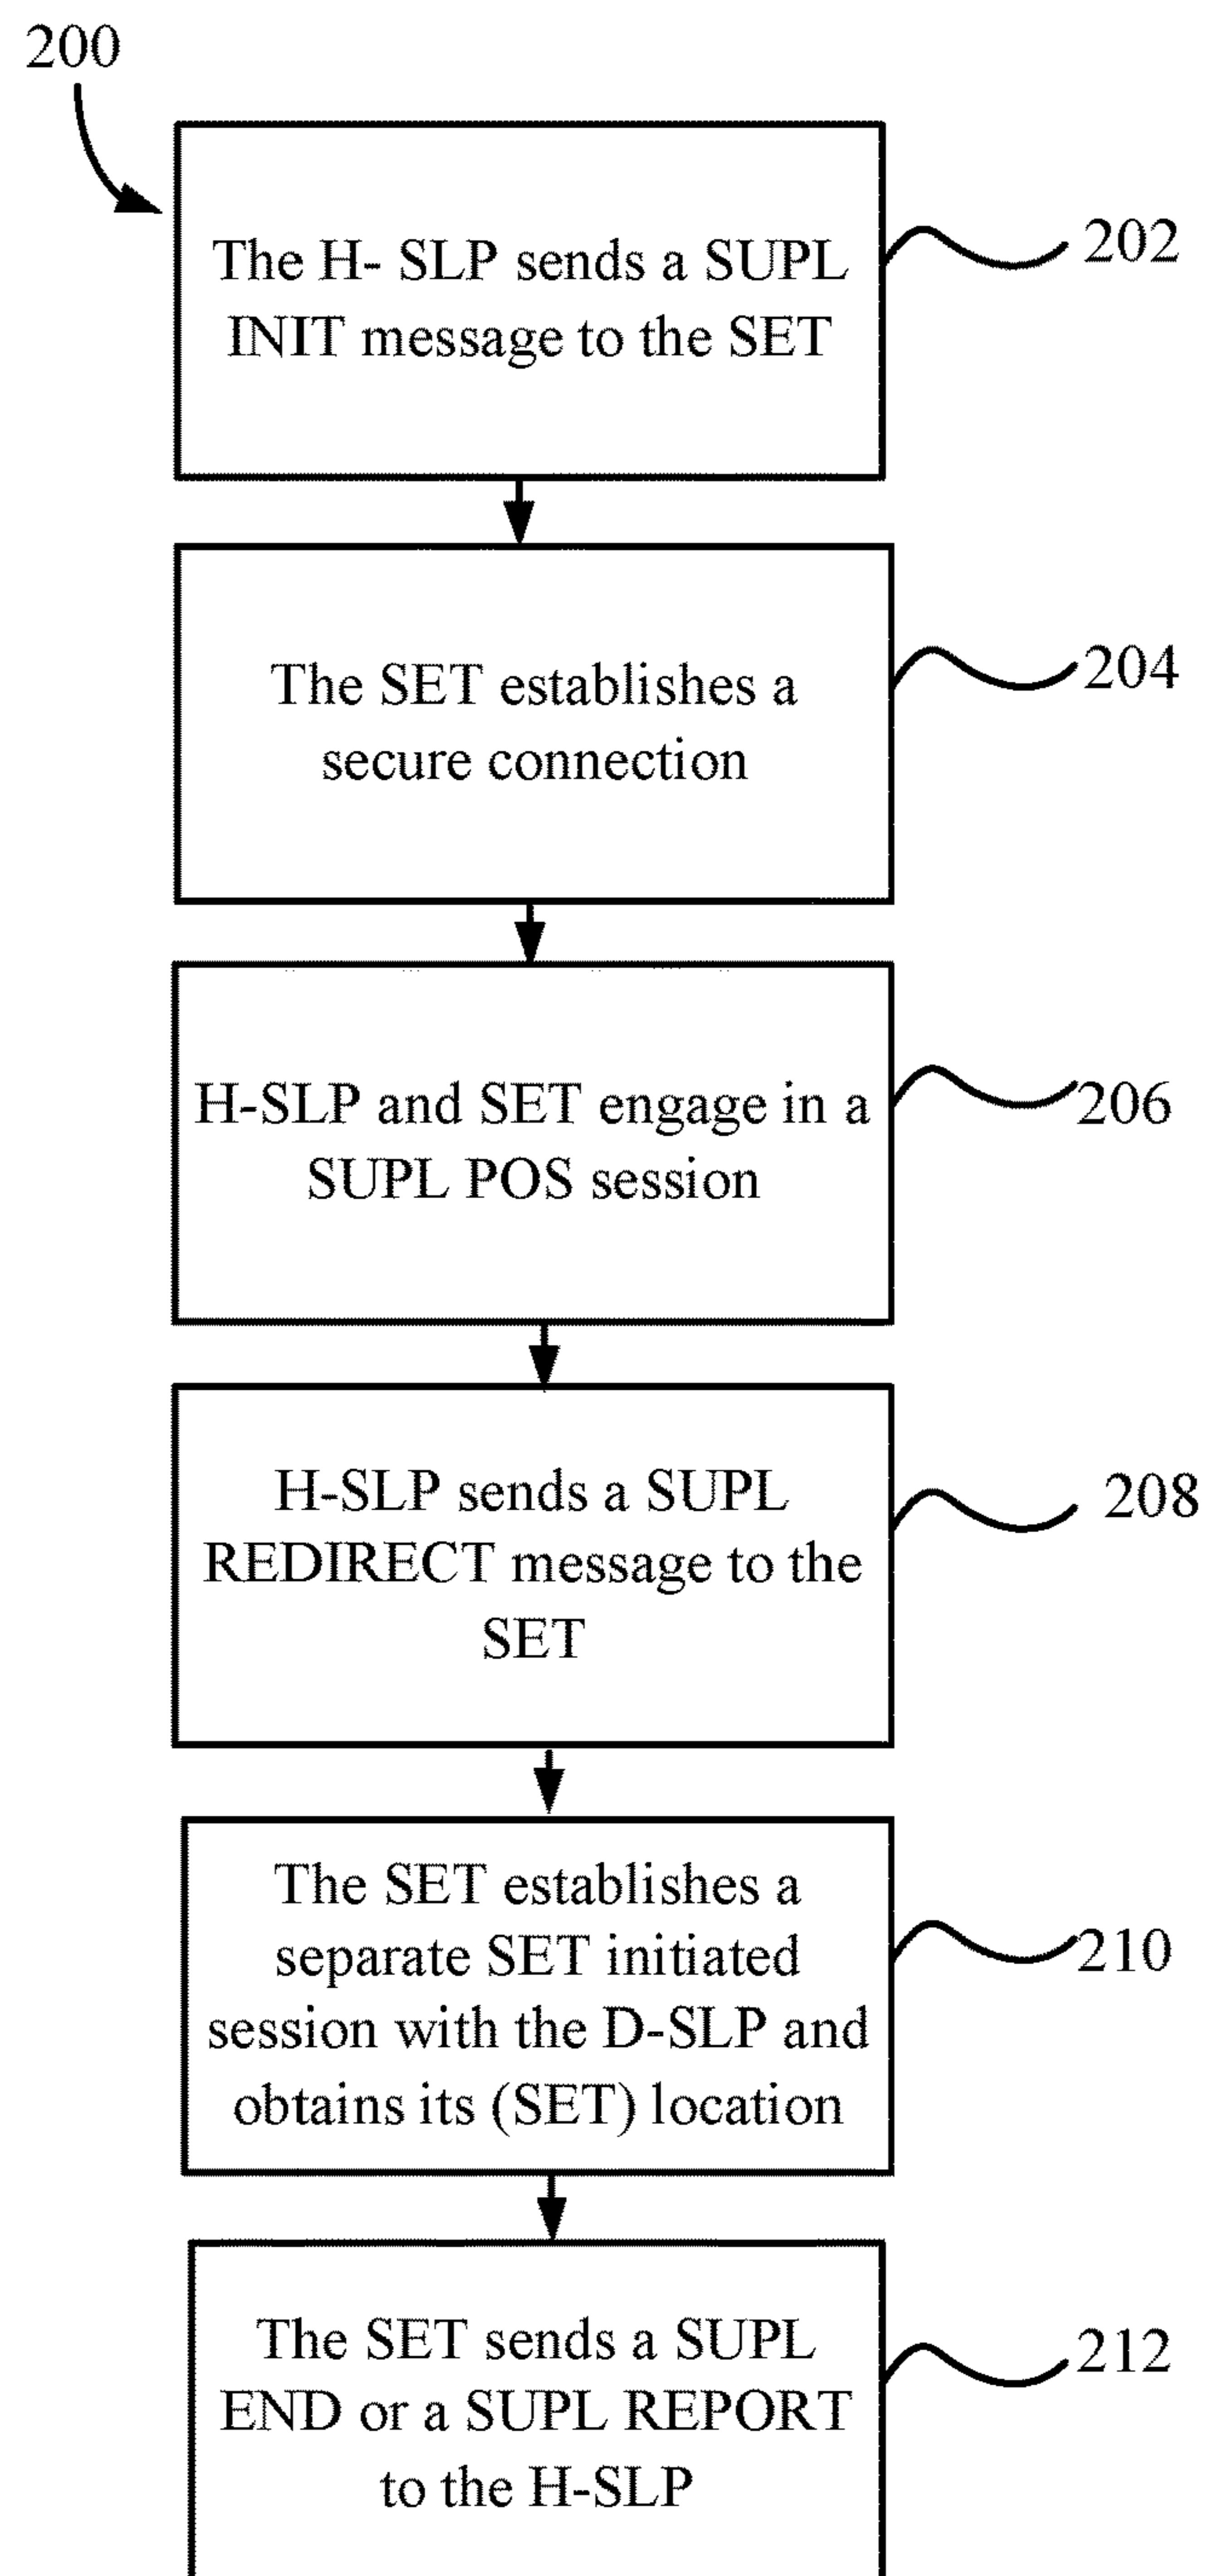 200
The H- SLP sends a SUPL
INIT message to the SET
202
The SET establishes a
secure connection
204
H-SLP and SET engage in a
SUPL POS session
206
H-SLP sends a SUPL
REDIRECT message to the
SET
208
The SET establishes a
separate SET initiated
session with the D-SLP and
obtains its (SET) location
210
The SET sends a SUPL
END or a SUPL REPORT
to the H-SLP
212